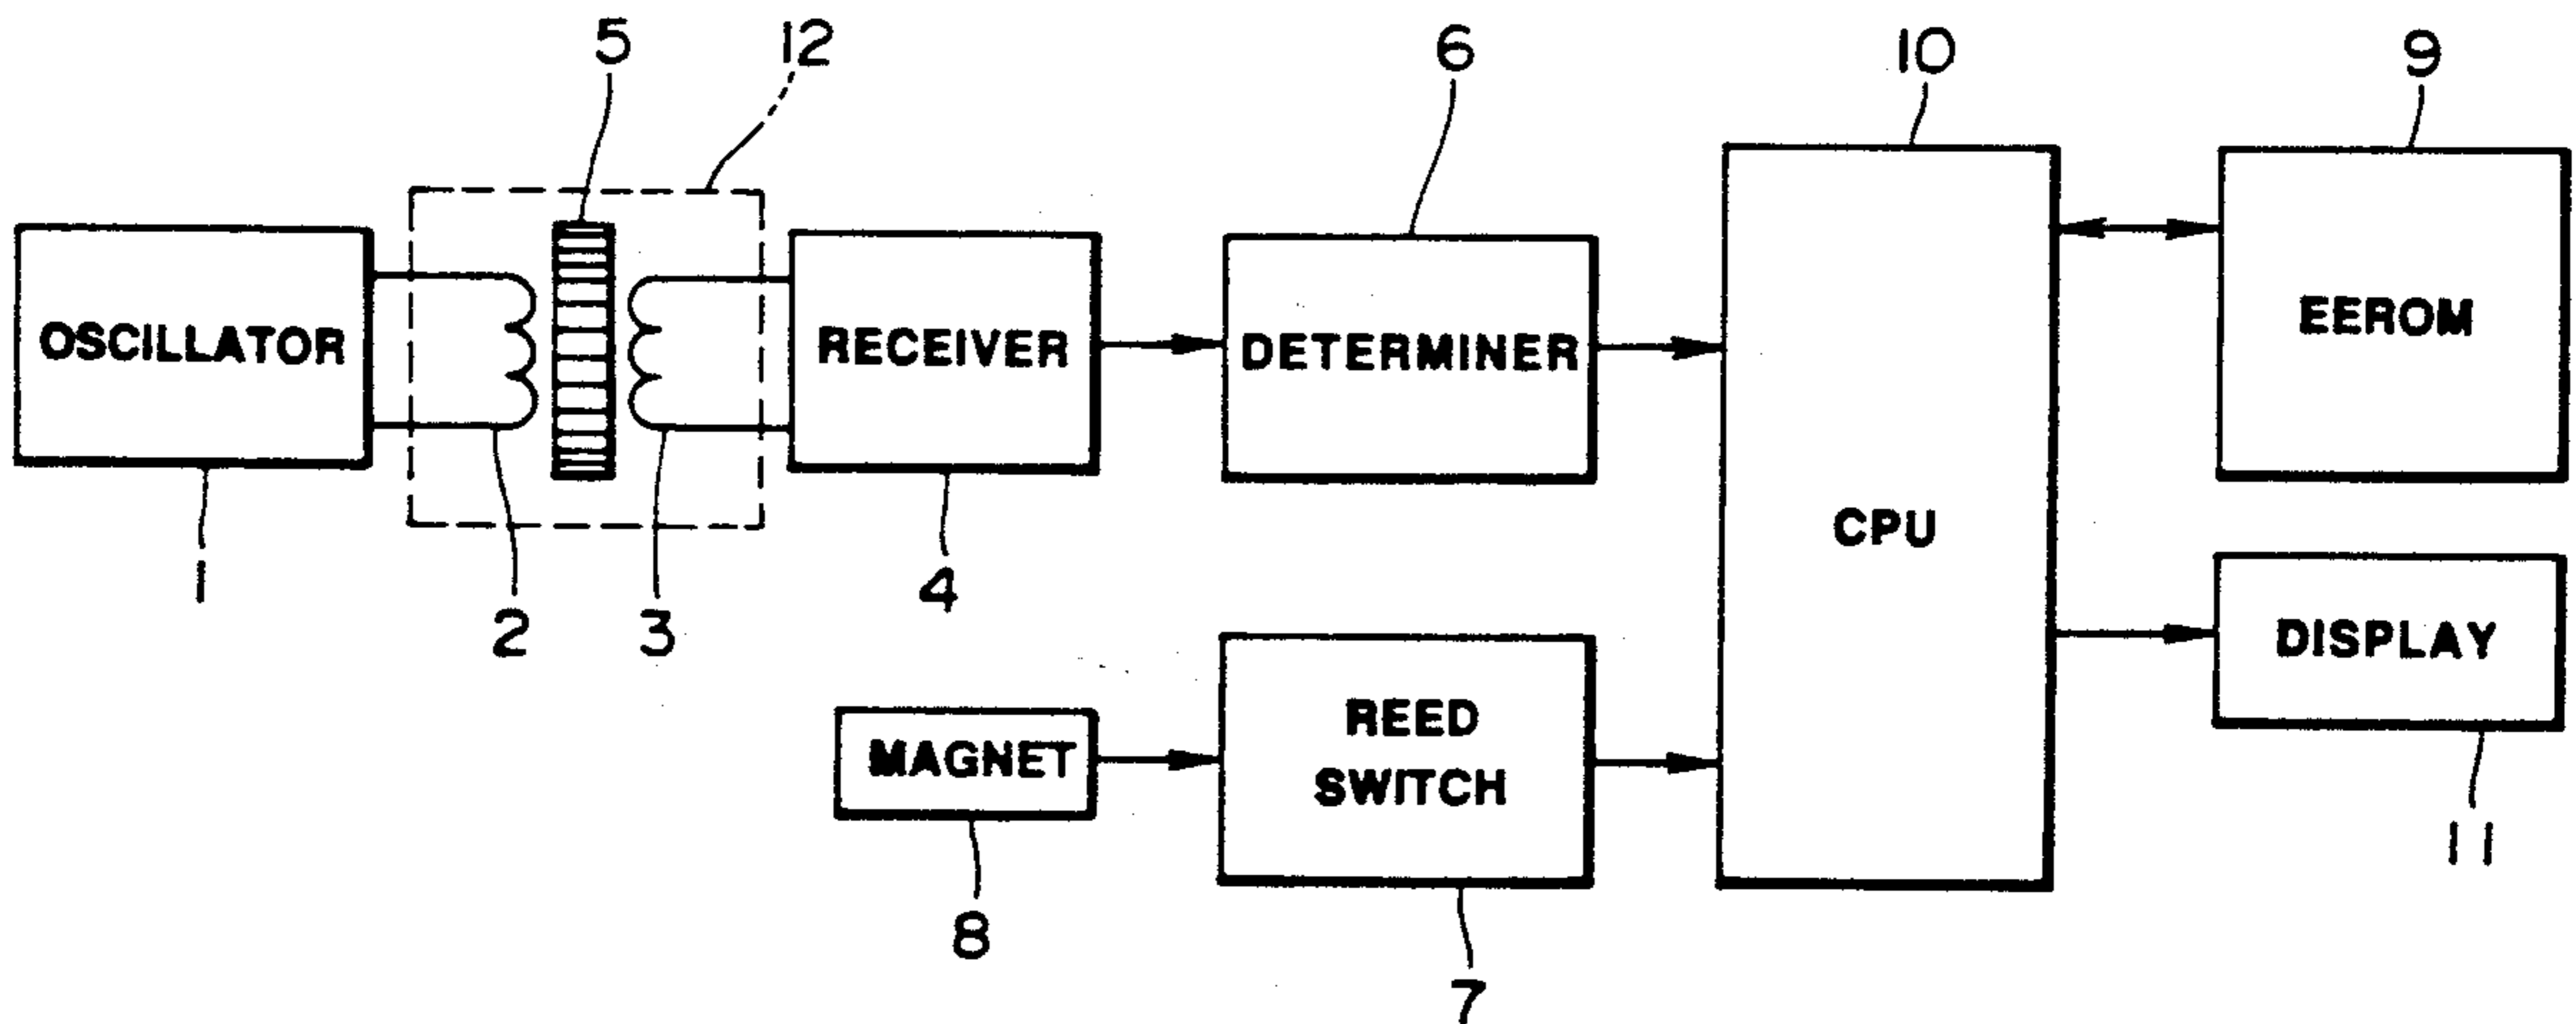 5
12
6
10
9
OSCILLATOR
RECEIVER
DETERMINER
EEROM
CPU
1
2
3
4
DISPLAY
MAGNET
REED
SWITCH
11
8
7